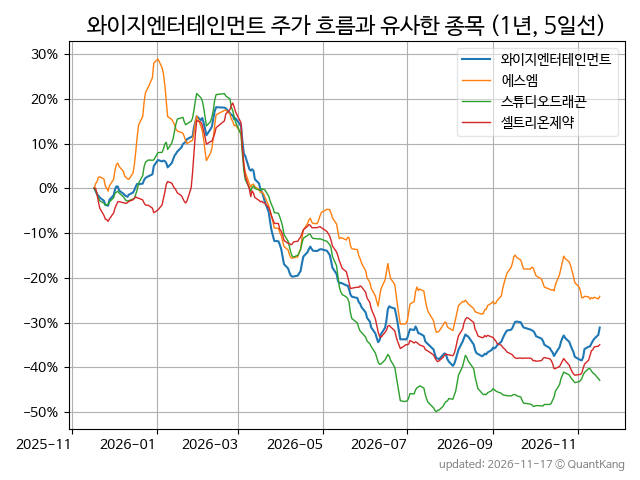 와이지엔터테인먼트 주가 흐름과 유사한 종목 (1년, 5일선)
와이지엔터테인먼트
에스엠
스튜디오드래곤
셀트리온제약
30%
20%
10%
0%
−10%
−20%
−30%
−40%
−50%
2025-11 2026-01 2026-03 2026-05 2026-07 2026-09 2026-11
updated: 2026-11-17 © QuantKang